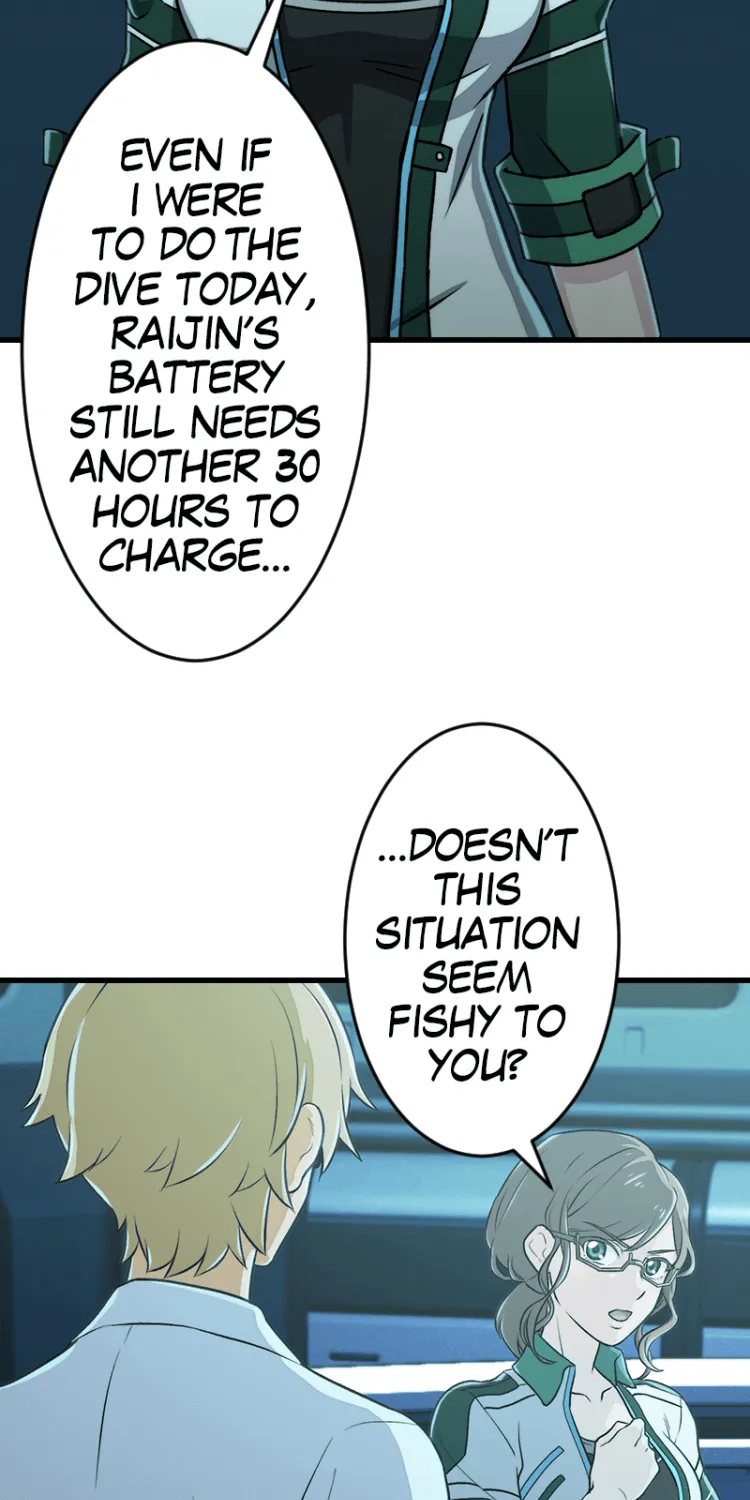 EVEN IF
I WERE
TO DO THE
DIVE TODAY,
RAIJIN'S
BATTERY
STILL NEEDS
ANOTHER 30
HOURS TO
CHARGE...
...DOESN'T
THIS
SITUATION
SEEM
FISHY TO
YOU?